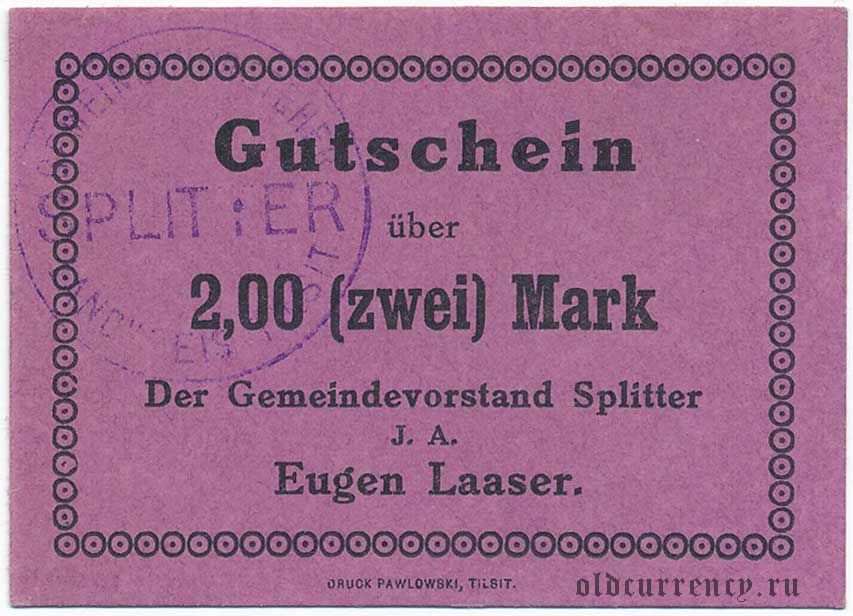 Gutschein
über
2,00 (zwei) Mark
Der Gemeindevorstand Splitter
J. A.
Eugen Laaser.
DRUCK PAWLOWSKI, TILSIT.
SPLITTER
oldcurrency.ru